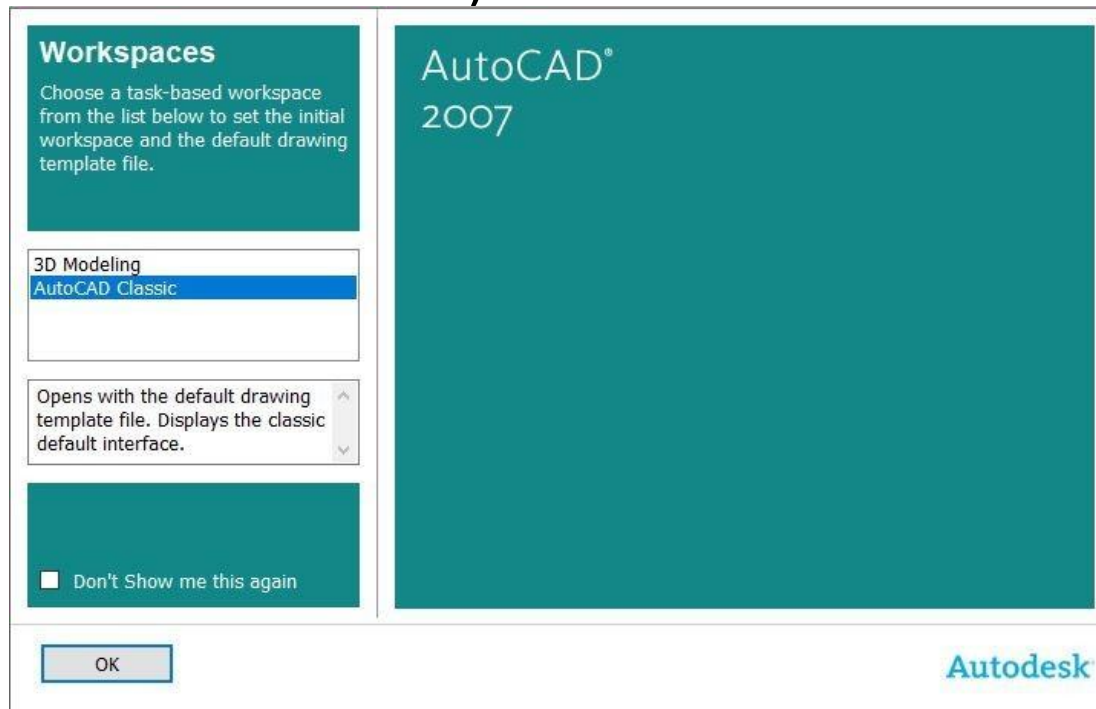 Workspaces
Choose a task-based workspace
from the list below to set the initial
workspace and the default drawing
template file.
3D Modeling
AutoCAD Classic
Opens with the default drawing
template file. Displays the classic
default interface.
Don't Show me this again
OK
AutoCAD®
2007
Autodesk